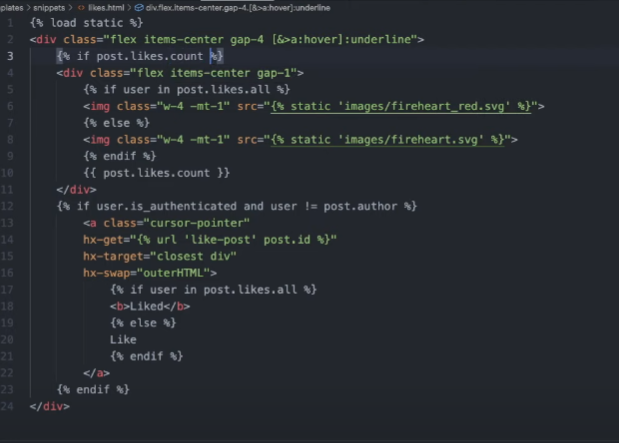 plates > snippets > <> likes.html > div.flex.items-center.gap-4.[&>a:hover]:underline
1 {% load static %}
2 <div class="flex items-center gap-4 [&>a:hover]:underline">
3 {% if post.likes.count %}
4 <div class="flex items-center gap-1">
5 {% if user in post.likes.all %}
6 <img class="w-4 -mt-1" src="{% static 'images/fireheart_red.svg' %}">
7 {% else %}
8 <img class="w-4 -mt-1" src="{% static 'images/fireheart.svg' %}">
9 {% endif %}
10 {{ post.likes.count }}
11 </div>
12 {% if user.is_authenticated and user != post.author %}
13 <a class="cursor-pointer"
14 hx-get="{% url 'like-post' post.id %}"
15 hx-target="closest div"
16 hx-swap="outerHTML">
17 {% if user in post.likes.all %}
18 <b>Liked</b>
19 {% else %}
20 Like
21 {% endif %}
22 </a>
23 {% endif %}
24 </div>